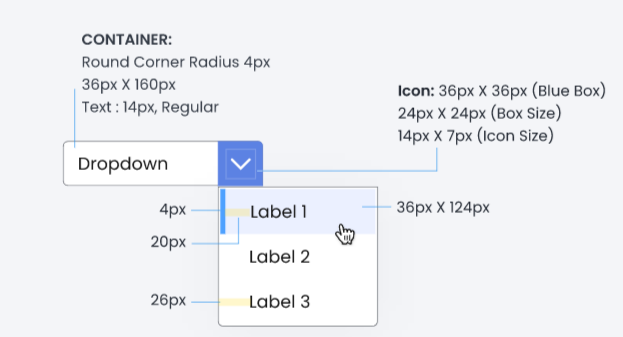 CONTAINER:
Round Corner Radius 4px
36px X 160px
Text : 14px, Regular
Icon: 36px X 36px (Blue Box)
24px X 24px (Box Size)
14px X 7px (Icon Size)
Dropdown
4px
Label 1
36px X 124px
20px
Label 2
26px
Label 3